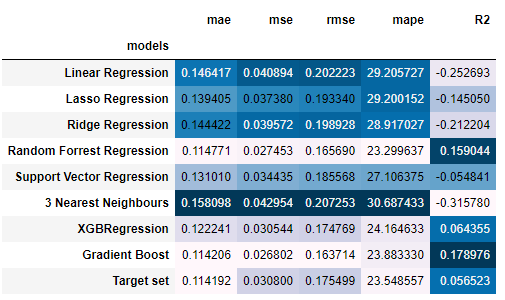 mae mse rmse mape R2
models
Linear Regression 0.146417 0.040894 0.202223 29.205727 -0.252693
Lasso Regression 0.139405 0.037380 0.193340 29.200152 -0.145050
Ridge Regression 0.144422 0.039572 0.198928 28.917027 -0.212204
Random Forrest Regression 0.114771 0.027453 0.165690 23.299637 0.159044
Support Vector Regression 0.131010 0.034435 0.185568 27.106375 -0.054841
3 Nearest Neighbours 0.158098 0.042954 0.207253 30.687433 -0.315780
XGBRegression 0.122241 0.030544 0.174769 24.164633 0.064355
Gradient Boost 0.114206 0.026802 0.163714 23.883330 0.178976
Target set 0.114192 0.030800 0.175499 23.548557 0.056523